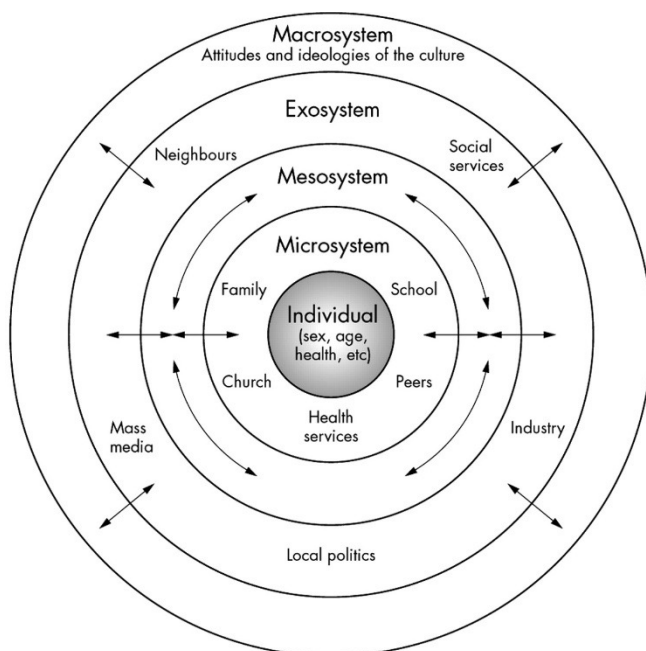 Macrosystem
Attitudes and ideologies of the culture
Exosystem
Neighbours
Social
services
Mesosystem
Microsystem
Family
School
Individual
(sex, age,
health, etc)
Church
Peers
Health
services
Mass
media
Industry
Local politics